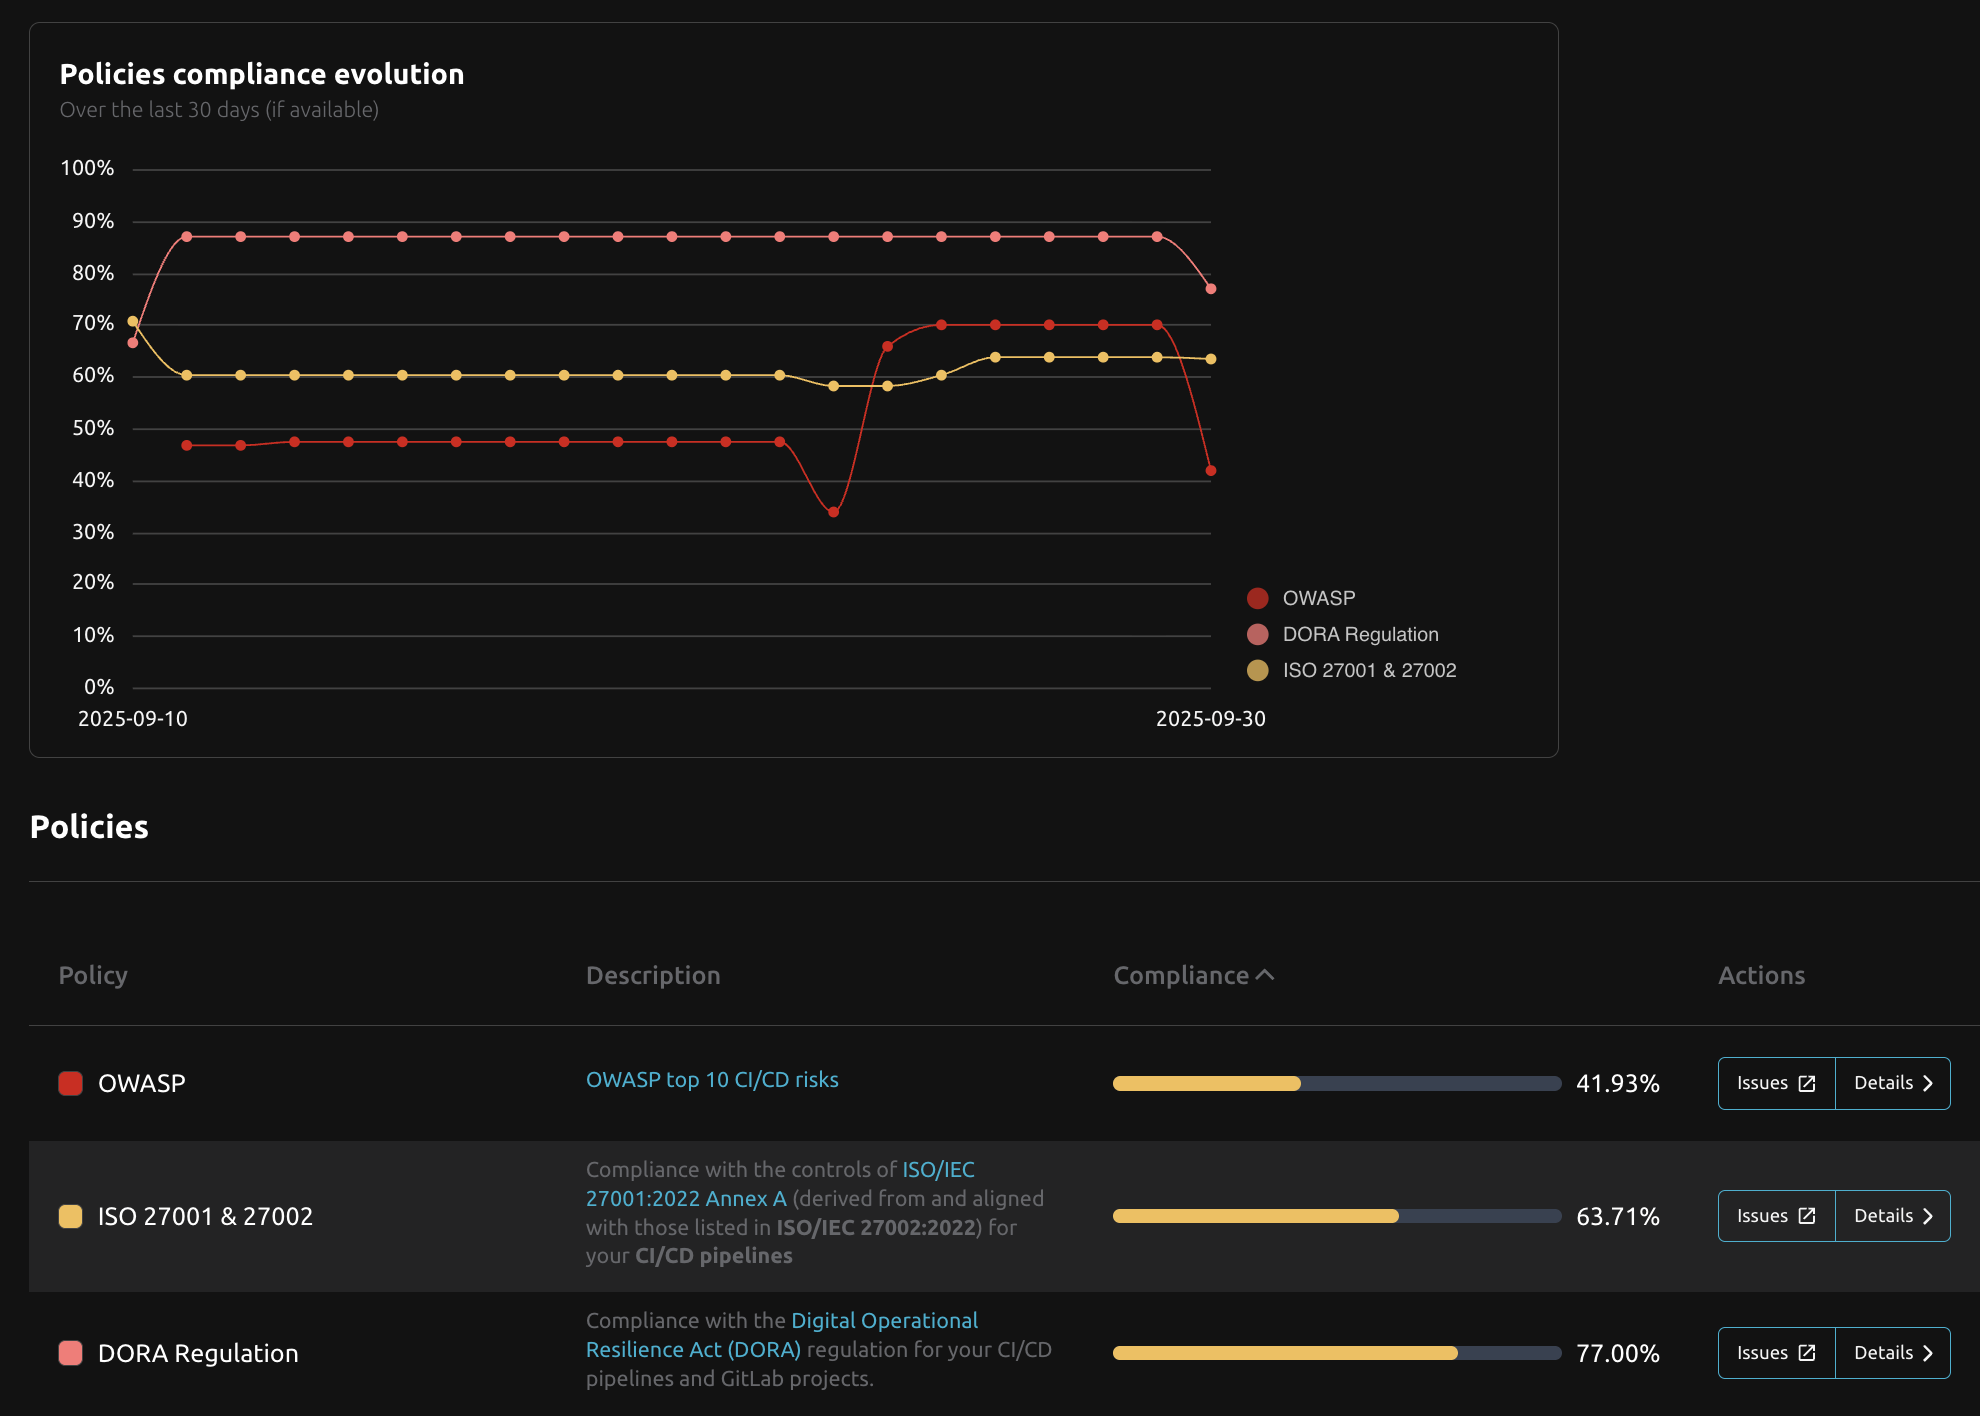 Policies compliance evolution
Over the last 30 days (if available)
100%
90%
80%
70%
60%
50%
40%
30%
20%
10%
0%
2025-09-10
2025-09-30
OWASP
DORA Regulation
ISO 27001 & 27002
Policies
Policy Description Compliance Actions
OWASP
OWASP top 10 CI/CD risks
41.93%
Issues Details
ISO 27001 & 27002
Compliance with the controls of ISO/IEC
27001:2022 Annex A (derived from and aligned
with those listed in ISO/IEC 27002:2022) for
your CI/CD pipelines
63.71%
Issues Details
DORA Regulation
Compliance with the Digital Operational
Resilience Act (DORA) regulation for your CI/CD
pipelines and GitLab projects.
77.00%
Issues Details